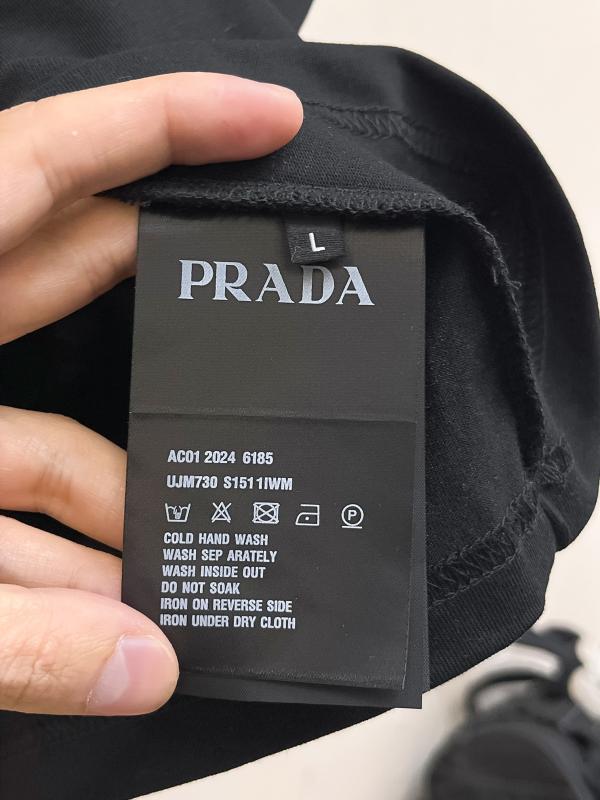 L
PRADA
AC01 2024 6185
UJM730 S1511IWM
P
COLD HAND WASH
WASH SEP ARATELY
WASH INSIDE OUT
DO NOT SOAK
IRON ON REVERSE SIDE
IRON UNDER DRY CLOTH